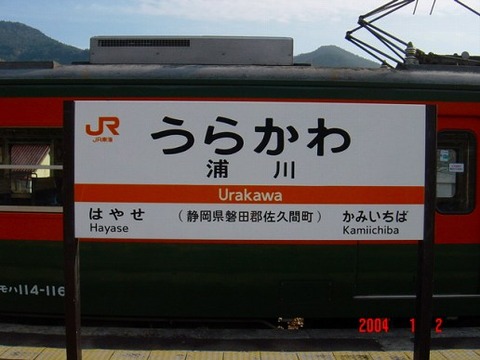 JR
JR東海
うらかわ
浦川
Urakawa
はやせ
Hayase
（静岡県磐田郡佐久間町）
かみいちば
Kamiichiba
モハ114-116
2004 1 2